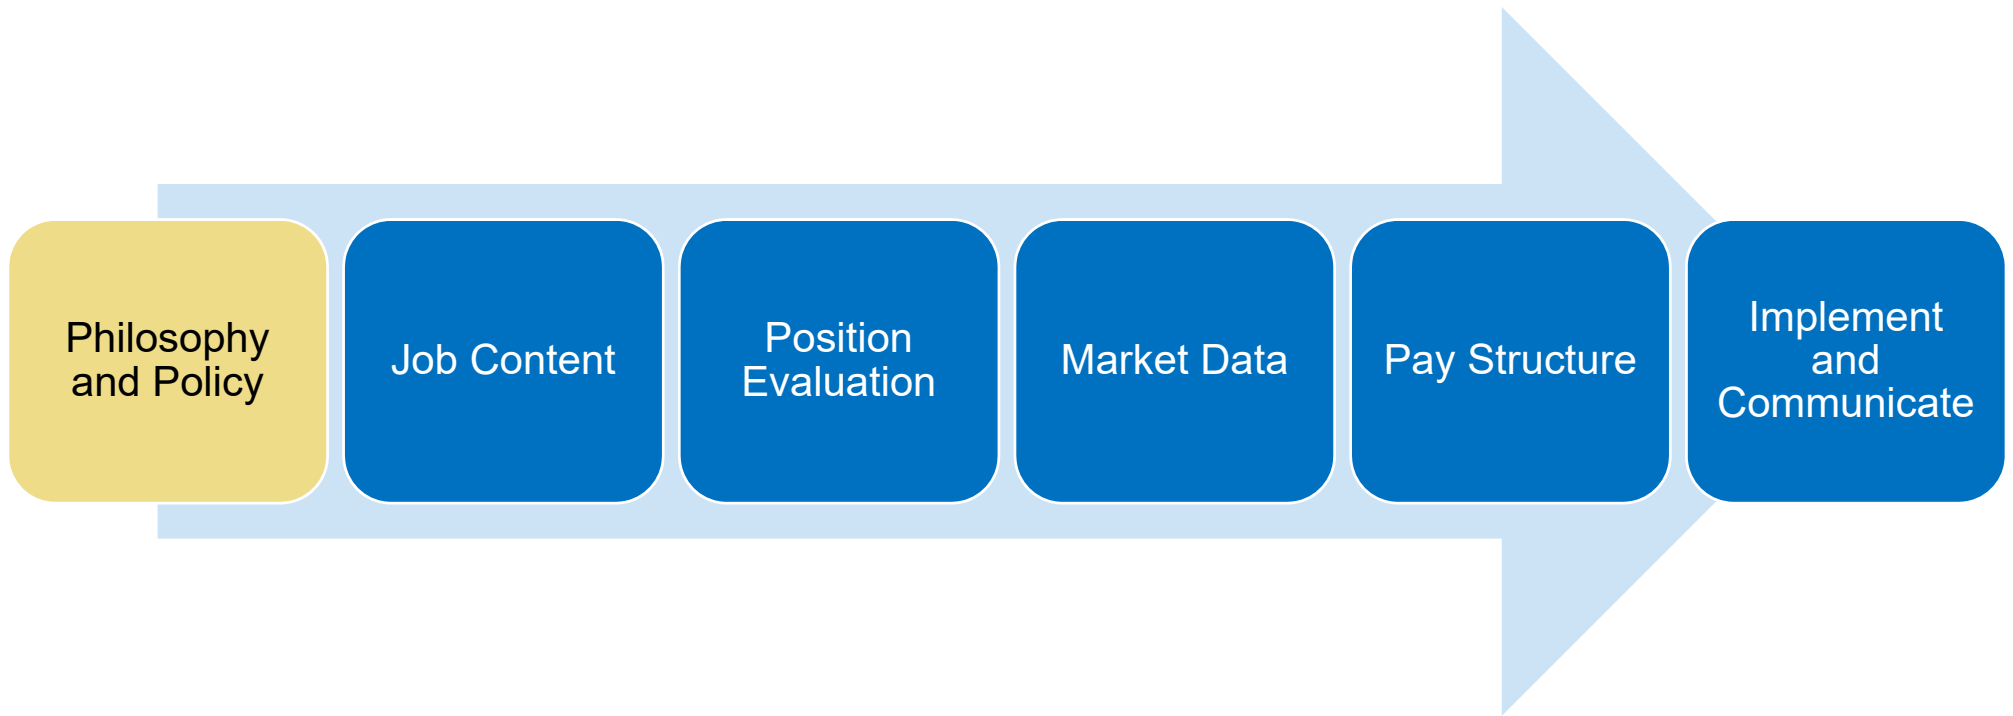 Philosophy
and Policy
Job Content
Position
Evaluation
Market Data
Pay Structure
Implement
and
Communicate